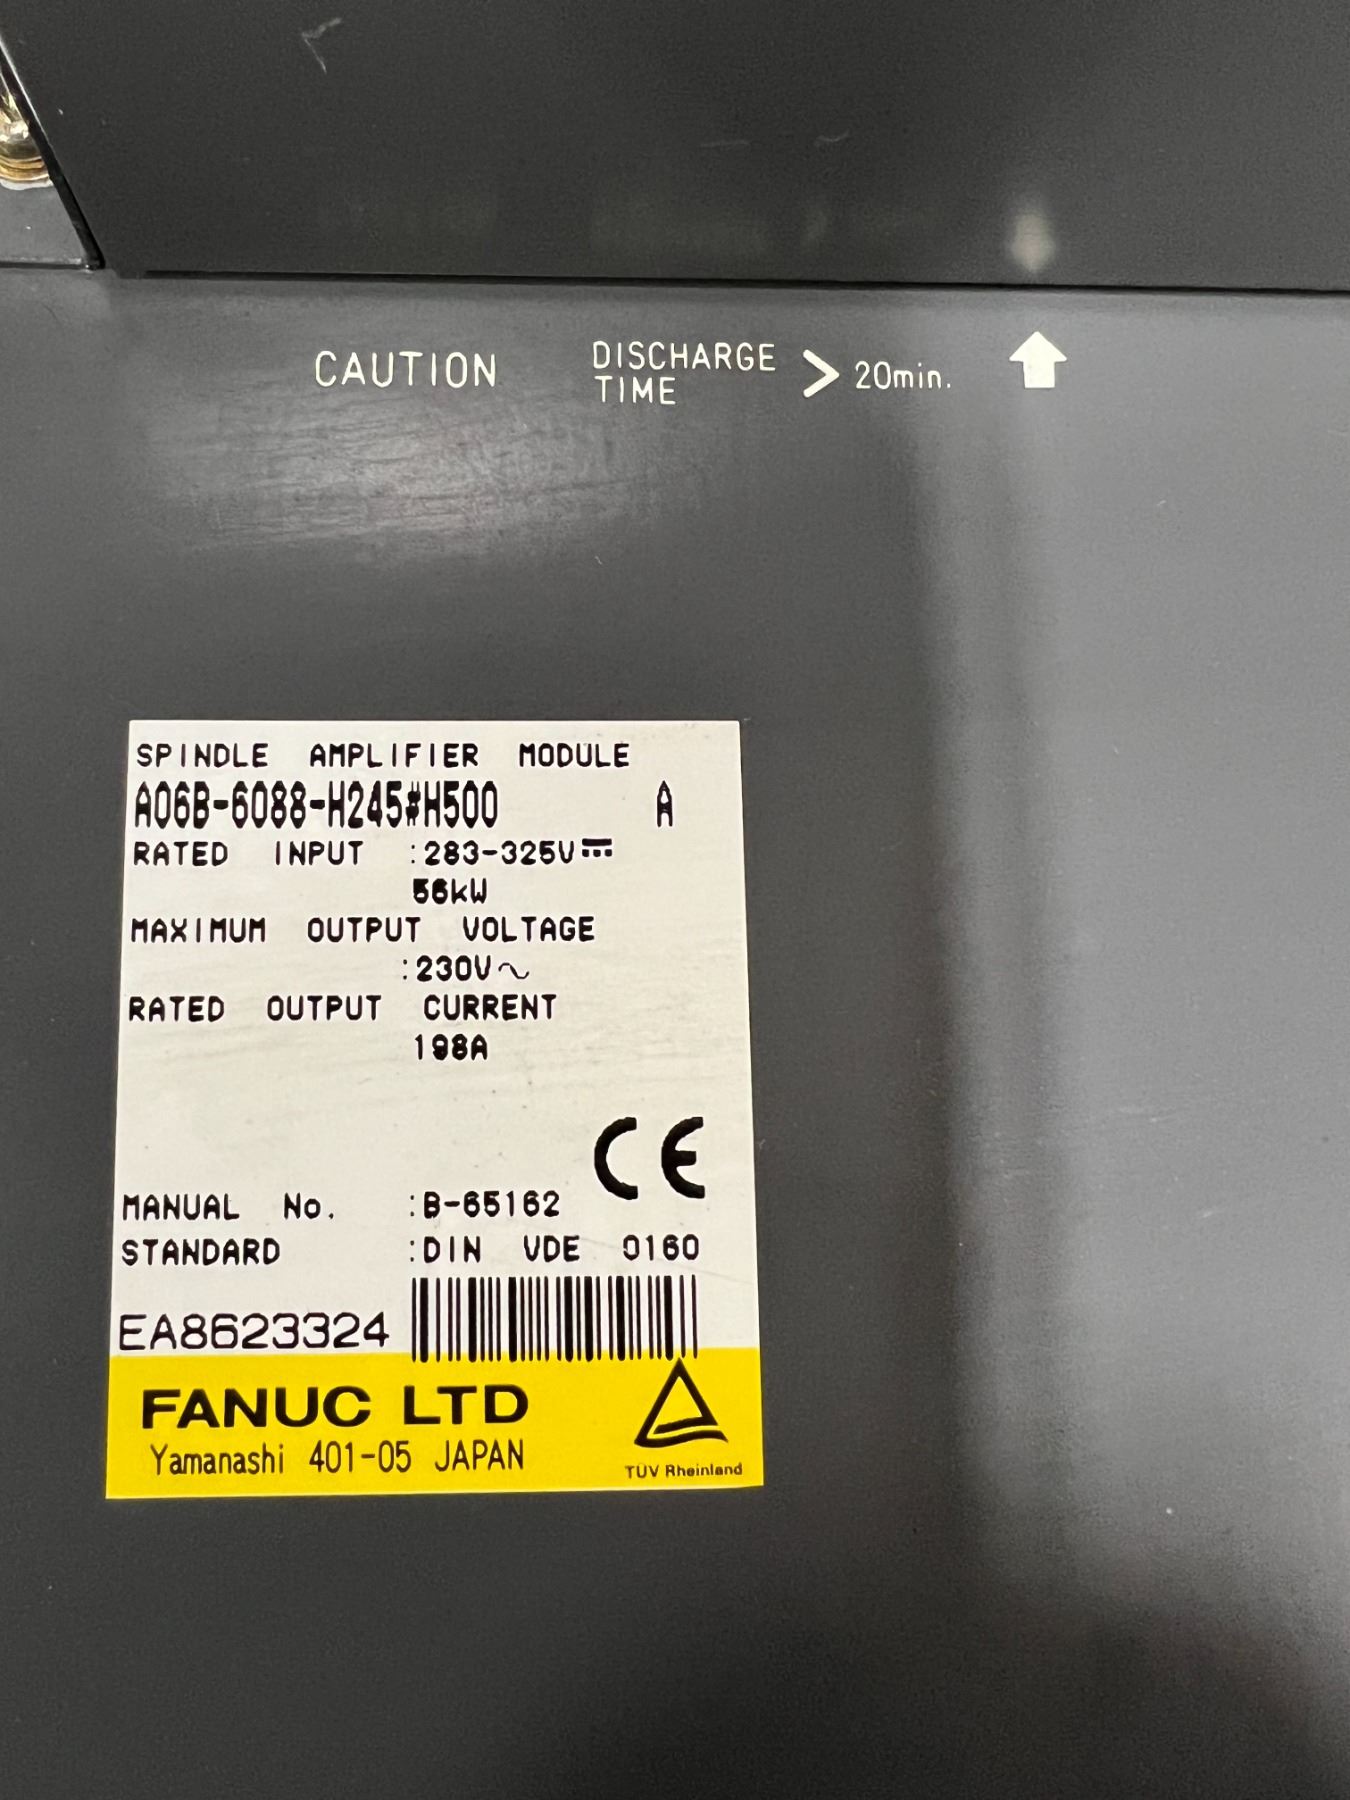 CAUTION DISCHARGE TIME > 20min.
SPINDLE AMPLIFIER MODULE
A06B-6088-H245#H500 A
RATED INPUT :283-325V⎓
56kW
MAXIMUM OUTPUT VOLTAGE
:230V~
RATED OUTPUT CURRENT
198A
CE
MANUAL No. :B-65162
STANDARD :DIN VDE 0160
EA8623324
FANUC LTD
Yamanashi 401-05 JAPAN
TÜV Rheinland